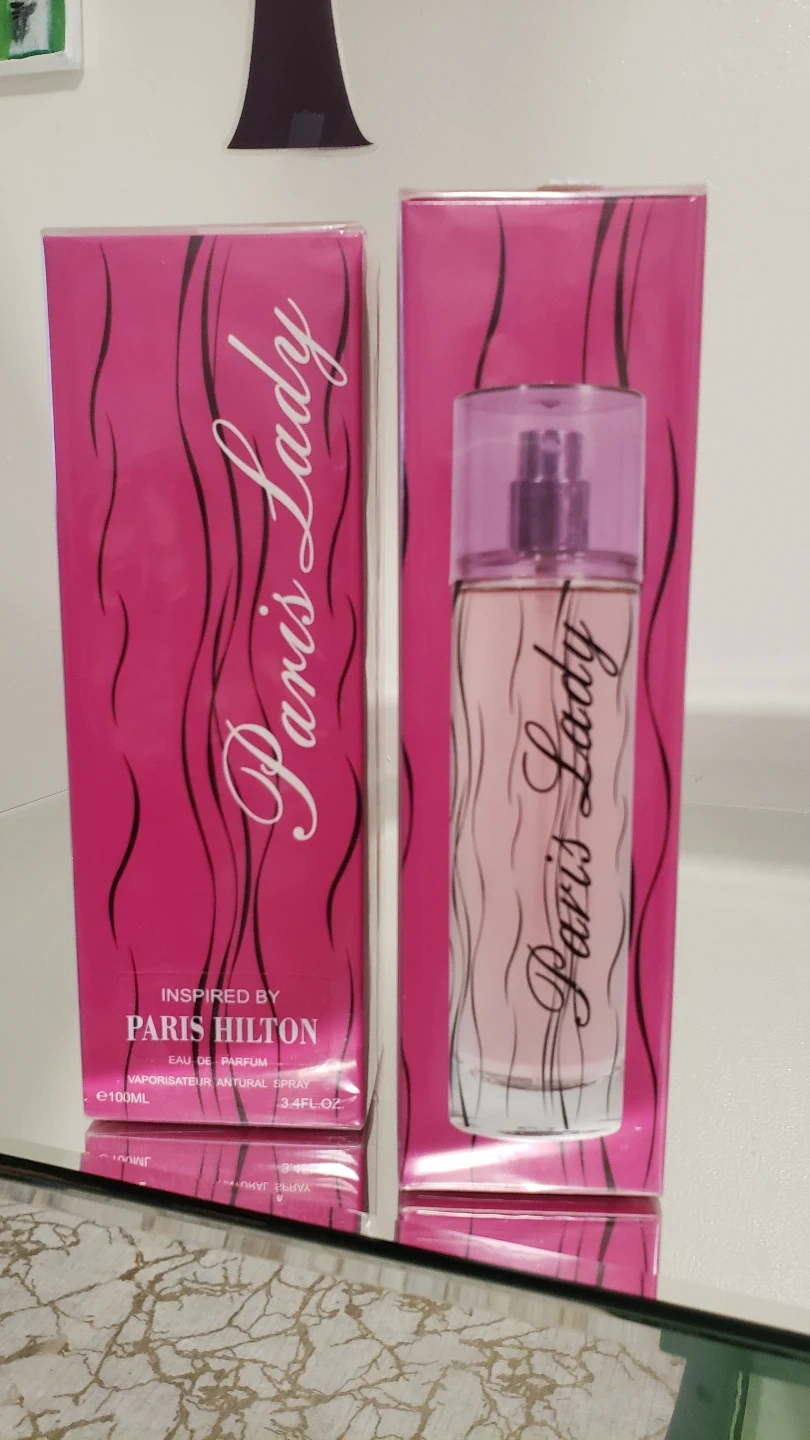 Paris Lady
INSPIRED BY
PARIS HILTON
EAU DE PARFUM
VAPORISATEUR ANTURAL SPRAY
℮100ML 3.4FL.OZ.
Paris Lady